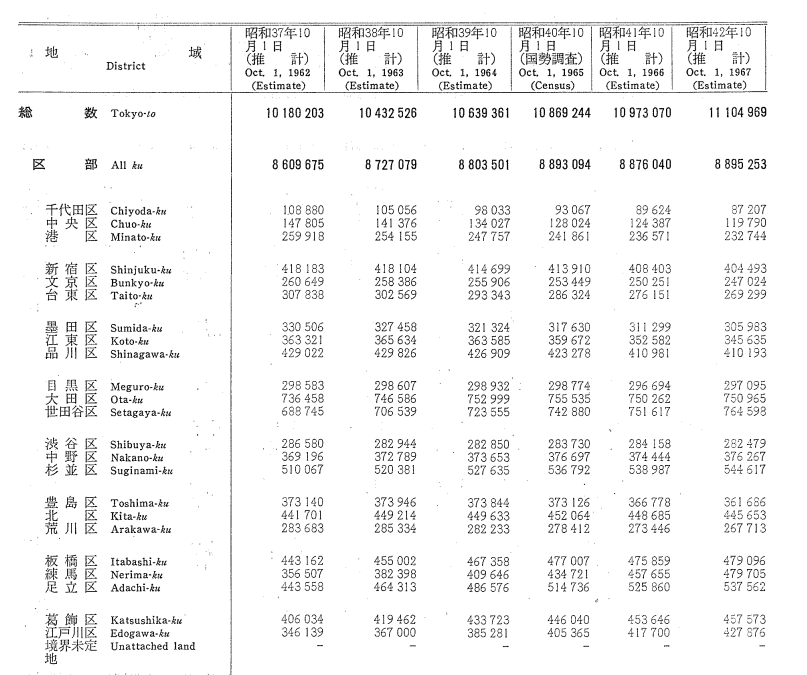 地 域 District 昭和37年10月1日(推 計) Oct. 1, 1962 (Estimate) 昭和38年10月1日(推 計) Oct. 1, 1963 (Estimate) 昭和39年10月1日(推 計) Oct. 1, 1964 (Estimate) 昭和40年10月1日(国勢調査) Oct. 1, 1965 (Census) 昭和41年10月1日(推 計) Oct. 1, 1966 (Estimate) 昭和42年10月1日(推 計) Oct. 1, 1967 (Estimate)
総 数 Tokyo-to 10 180 203 10 432 526 10 639 361 10 869 244 10 973 070 11 104 969
区 部 All ku 8 609 675 8 727 079 8 803 501 8 893 094 8 876 040 8 895 253
千代田区 Chiyoda-ku 108 880 105 056 98 033 93 067 89 624 87 207
中央区 Chuo-ku 147 805 141 376 134 027 128 024 124 387 119 790
港 区 Minato-ku 259 918 254 155 247 757 241 861 236 571 232 744
新宿区 Shinjuku-ku 418 183 418 104 414 699 413 910 408 403 404 493
文京区 Bunkyo-ku 260 649 258 386 255 906 253 449 250 251 247 024
台東区 Taito-ku 307 838 302 569 293 343 286 324 276 151 269 299
墨田区 Sumida-ku 330 506 327 458 321 324 317 630 311 299 305 983
江東区 Koto-ku 363 321 365 634 363 585 359 672 352 582 345 635
品川区 Shinagawa-ku 429 022 429 826 426 909 423 278 410 981 410 193
目黒区 Meguro-ku 298 583 298 607 298 932 298 774 296 694 297 095
大田区 Ota-ku 736 458 746 586 752 999 755 535 750 262 750 965
世田谷区 Setagaya-ku 688 745 706 539 723 555 742 880 751 617 764 598
渋谷区 Shibuya-ku 286 580 282 944 282 850 283 730 284 158 282 479
中野区 Nakano-ku 369 196 372 789 373 653 376 697 374 444 376 267
杉並区 Suginami-ku 510 067 520 381 527 635 536 792 538 987 544 617
豊島区 Toshima-ku 373 140 373 946 373 844 373 126 366 778 361 686
北 区 Kita-ku 441 701 449 214 449 633 452 064 448 685 445 653
荒川区 Arakawa-ku 283 683 285 334 282 233 278 412 273 446 267 713
板橋区 Itabashi-ku 443 162 455 002 467 358 477 007 475 859 479 096
練馬区 Nerima-ku 356 507 382 398 409 646 434 721 457 655 479 705
足立区 Adachi-ku 443 558 464 313 486 576 514 736 525 860 537 562
葛飾区 Katsushika-ku 406 034 419 462 433 723 446 040 453 646 457 573
江戸川区 Edogawa-ku 346 139 367 000 385 281 405 365 417 700 427 876
境界未定地 Unattached land – – – – – –